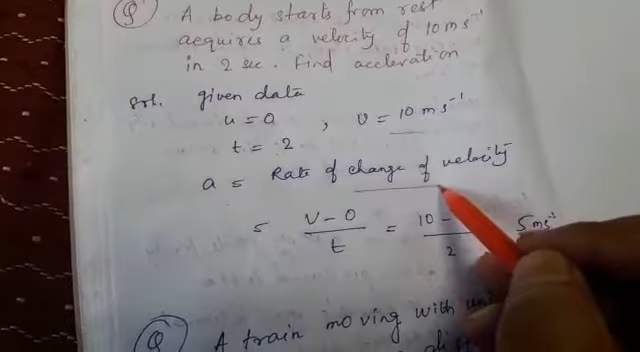 Q A body starts from rest
acquires a velocity of 10 ms⁻¹
in 2 sec. Find acceleration
Sol. given data
u = 0 , v = 10 m s⁻¹
t = 2
a = Rate of change of velocity
= V - 0 / t = 10 - / 2 5 ms⁻¹
Q A train moving with